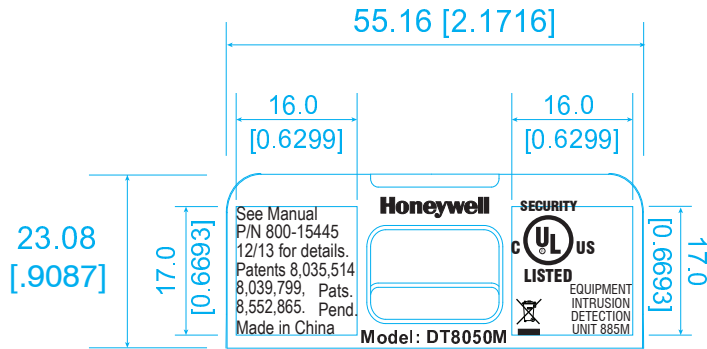 55.16 [2.1716]
16.0
[0.6299]
16.0
[0.6299]
23.08
[.9087]
17.0
[0.6693]
See Manual
P/N 800-15445
12/13 for details.
Patents 8,035,514
8,039,799, Pats.
8,552,865. Pend.
Made in China
Honeywell
Model: DT8050M
SECURITY
C UL US
LISTED
EQUIPMENT
INTRUSION
DETECTION
UNIT 885M
17.0
[0.6693]